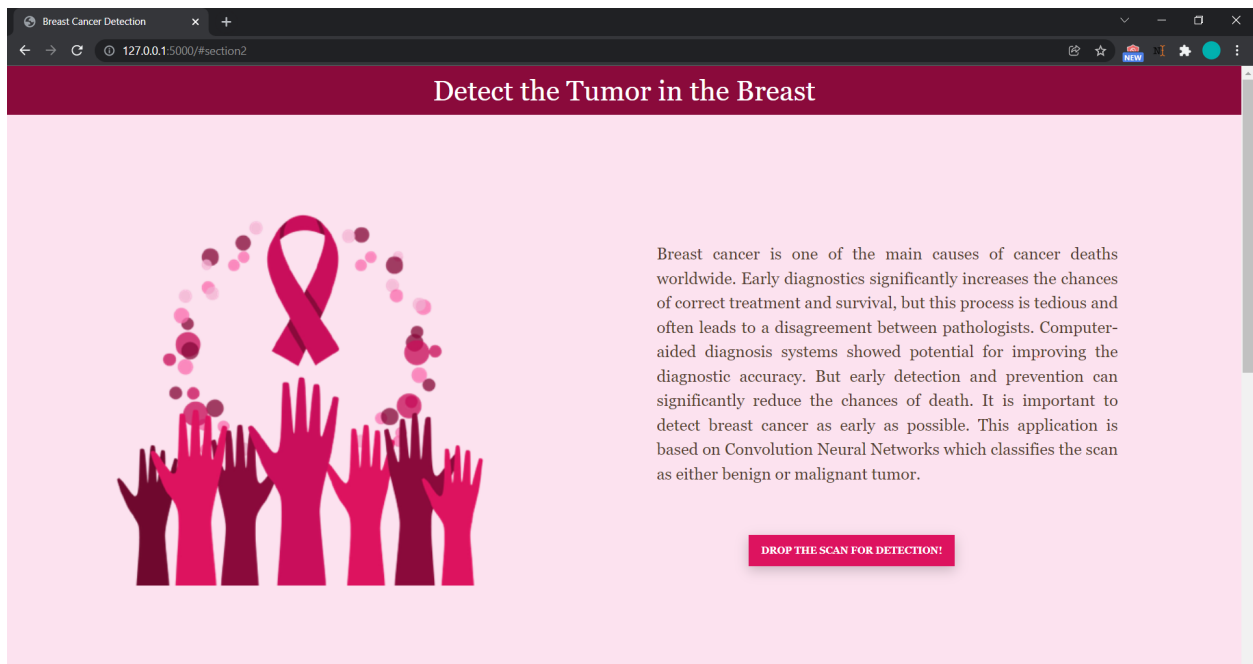 Breast Cancer Detection
127.0.0.1:5000/#section2
NEW
Detect the Tumor in the Breast
Breast cancer is one of the main causes of cancer deaths
worldwide. Early diagnostics significantly increases the chances
of correct treatment and survival, but this process is tedious and
often leads to a disagreement between pathologists. Computer-
aided diagnosis systems showed potential for improving the
diagnostic accuracy. But early detection and prevention can
significantly reduce the chances of death. It is important to
detect breast cancer as early as possible. This application is
based on Convolution Neural Networks which classifies the scan
as either benign or malignant tumor.
DROP THE SCAN FOR DETECTION!